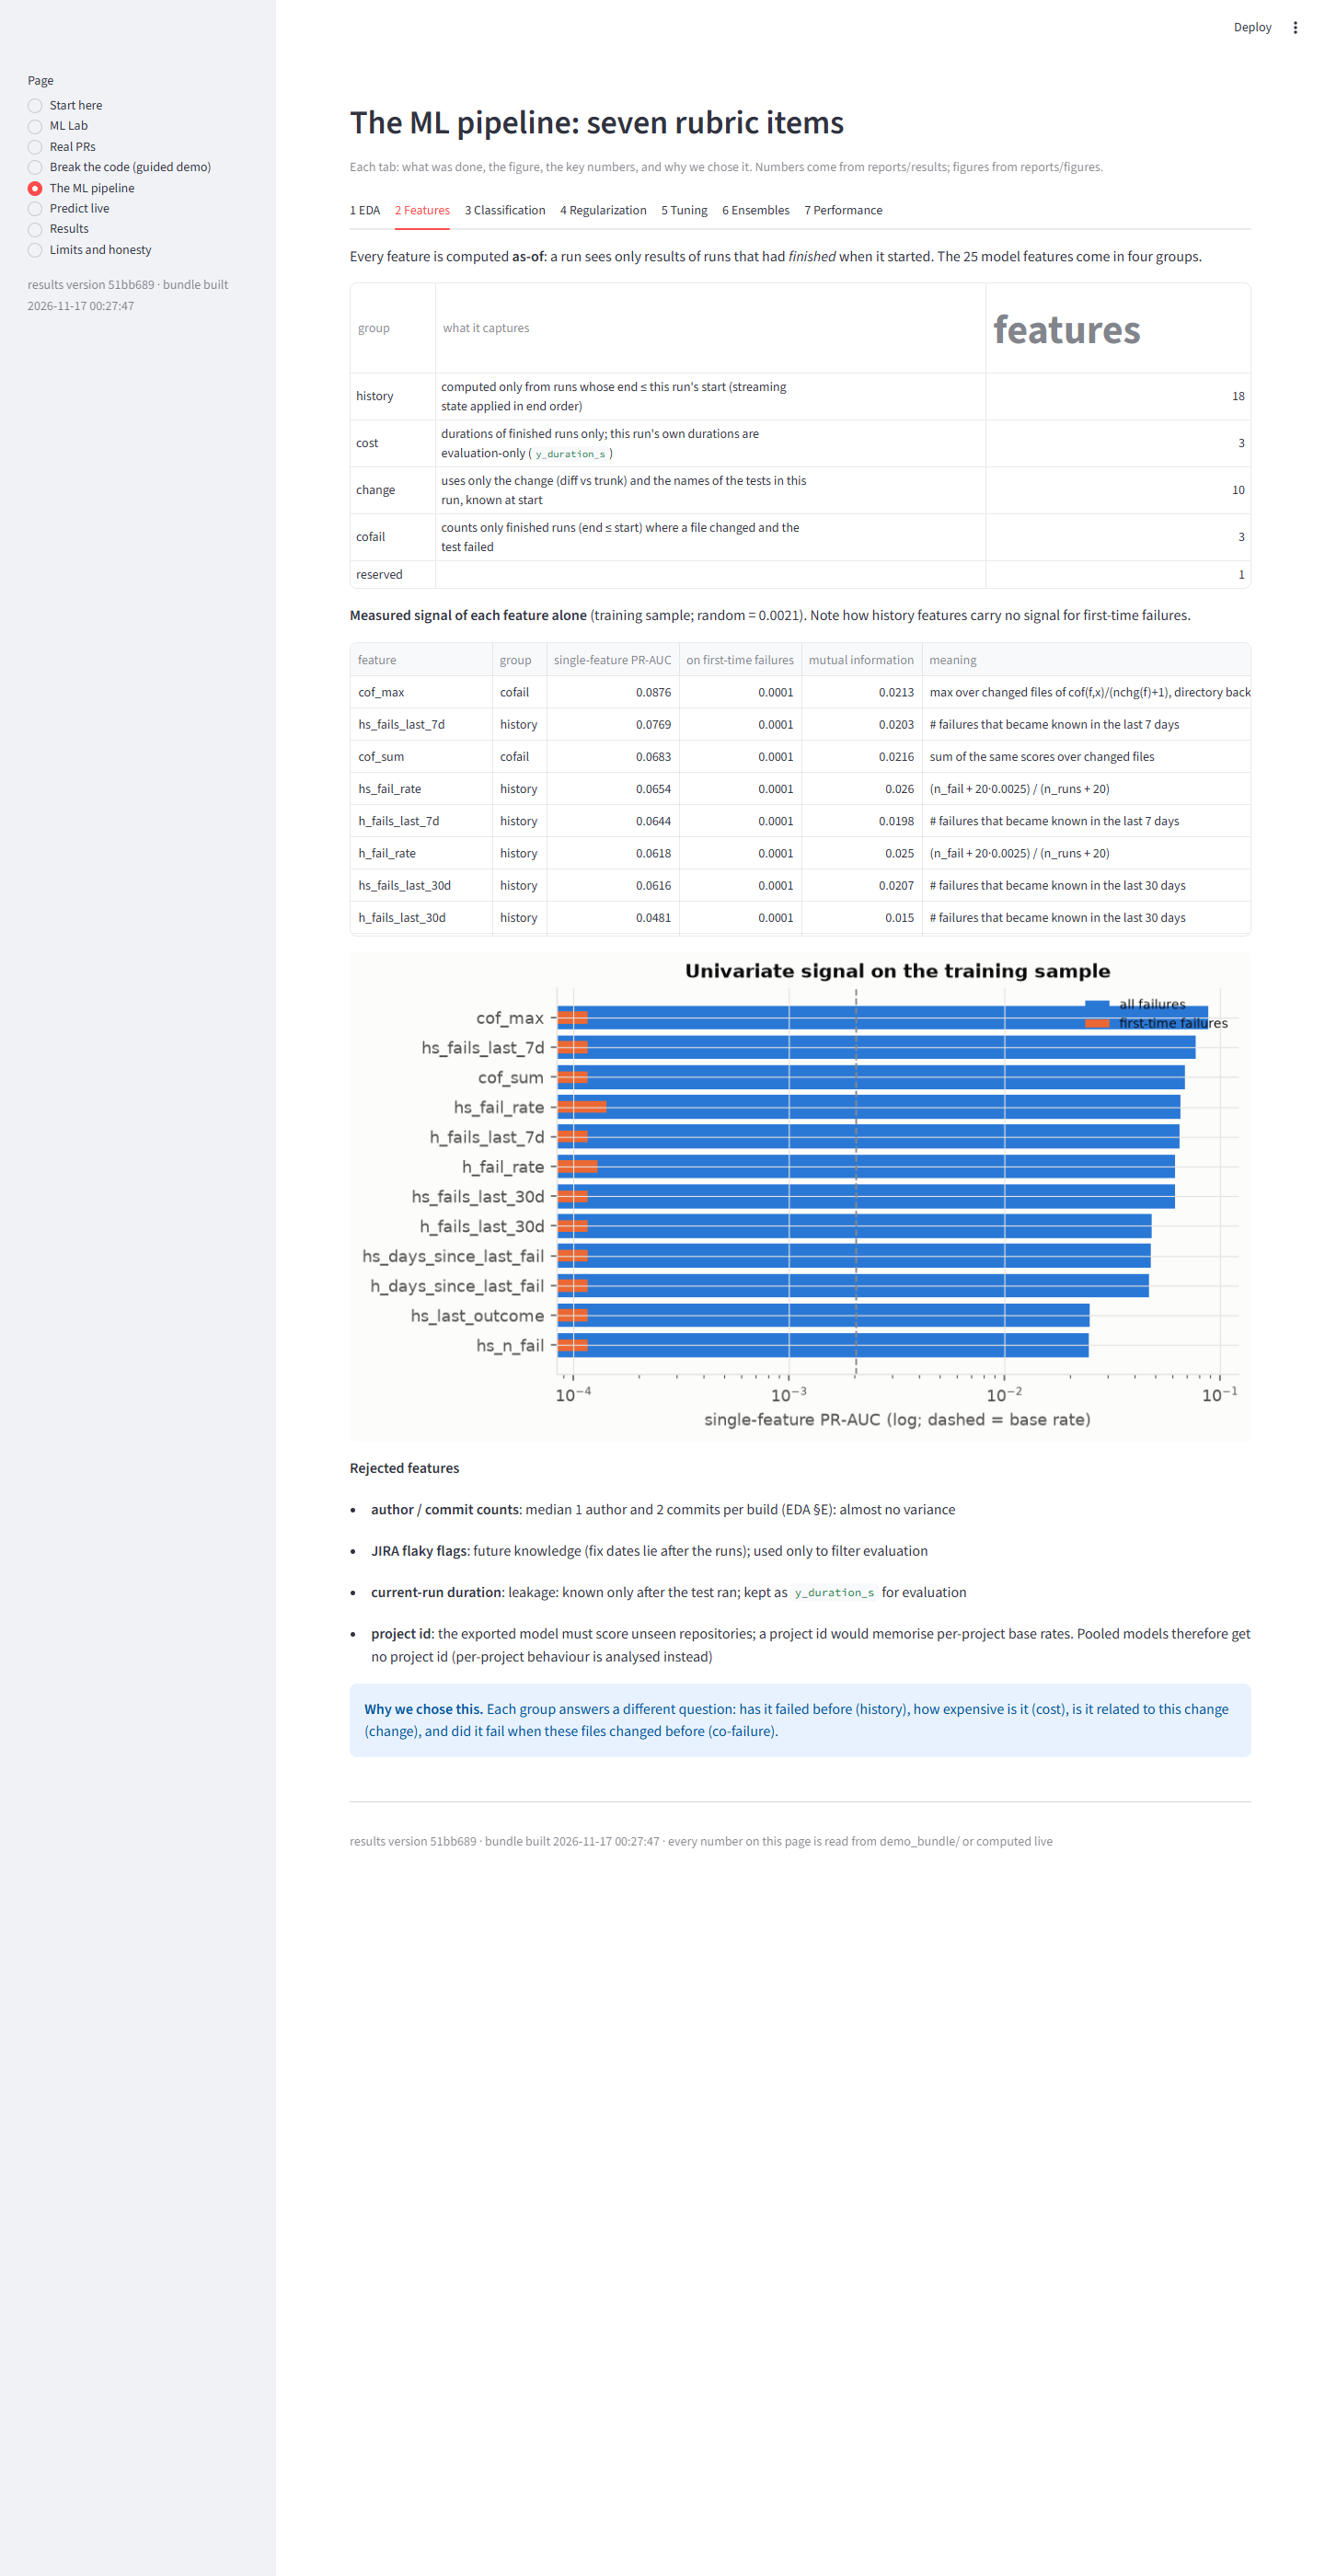 Deploy
Page
Start here
ML Lab
Real PRs
Break the code (guided demo)
The ML pipeline
Predict live
Results
Limits and honesty
results version 51bb689 · bundle built
2026-11-17 00:27:47
The ML pipeline: seven rubric items
Each tab: what was done, the figure, the key numbers, and why we chose it. Numbers come from reports/results; figures from reports/figures.
1 EDA 2 Features 3 Classification 4 Regularization 5 Tuning 6 Ensembles 7 Performance
Every feature is computed as-of: a run sees only results of runs that had finished when it started. The 25 model features come in four groups.
group what it captures features
history computed only from runs whose end ≤ this run's start (streaming
state applied in end order) 18
cost durations of finished runs only; this run's own durations are
evaluation-only ( y_duration_s ) 3
change uses only the change (diff vs trunk) and the names of the tests in this
run, known at start 10
cofail counts only finished runs (end ≤ start) where a file changed and the
test failed 3
reserved 1
Measured signal of each feature alone (training sample; random = 0.0021). Note how history features carry no signal for first-time failures.
feature group single-feature PR-AUC on first-time failures mutual information meaning
cof_max cofail 0.0876 0.0001 0.0213 max over changed files of cof(f,x)/(nchg(f)+1), directory back
hs_fails_last_7d history 0.0769 0.0001 0.0203 # failures that became known in the last 7 days
cof_sum cofail 0.0683 0.0001 0.0216 sum of the same scores over changed files
hs_fail_rate history 0.0654 0.0001 0.026 (n_fail + 20·0.0025) / (n_runs + 20)
h_fails_last_7d history 0.0644 0.0001 0.0198 # failures that became known in the last 7 days
h_fail_rate history 0.0618 0.0001 0.025 (n_fail + 20·0.0025) / (n_runs + 20)
hs_fails_last_30d history 0.0616 0.0001 0.0207 # failures that became known in the last 30 days
h_fails_last_30d history 0.0481 0.0001 0.015 # failures that became known in the last 30 days
Univariate signal on the training sample
all failures
first-time failures
cof_max
hs_fails_last_7d
cof_sum
hs_fail_rate
h_fails_last_7d
h_fail_rate
hs_fails_last_30d
h_fails_last_30d
hs_days_since_last_fail
h_days_since_last_fail
hs_last_outcome
hs_n_fail
10⁻⁴ 10⁻³ 10⁻² 10⁻¹
single-feature PR-AUC (log; dashed = base rate)
Rejected features
• author / commit counts: median 1 author and 2 commits per build (EDA §E): almost no variance
• JIRA flaky flags: future knowledge (fix dates lie after the runs); used only to filter evaluation
• current-run duration: leakage: known only after the test ran; kept as y_duration_s for evaluation
• project id: the exported model must score unseen repositories; a project id would memorise per-project base rates. Pooled models therefore get
no project id (per-project behaviour is analysed instead)
Why we chose this. Each group answers a different question: has it failed before (history), how expensive is it (cost), is it related to this change
(change), and did it fail when these files changed before (co-failure).
results version 51bb689 · bundle built 2026-11-17 00:27:47 · every number on this page is read from demo_bundle/ or computed live